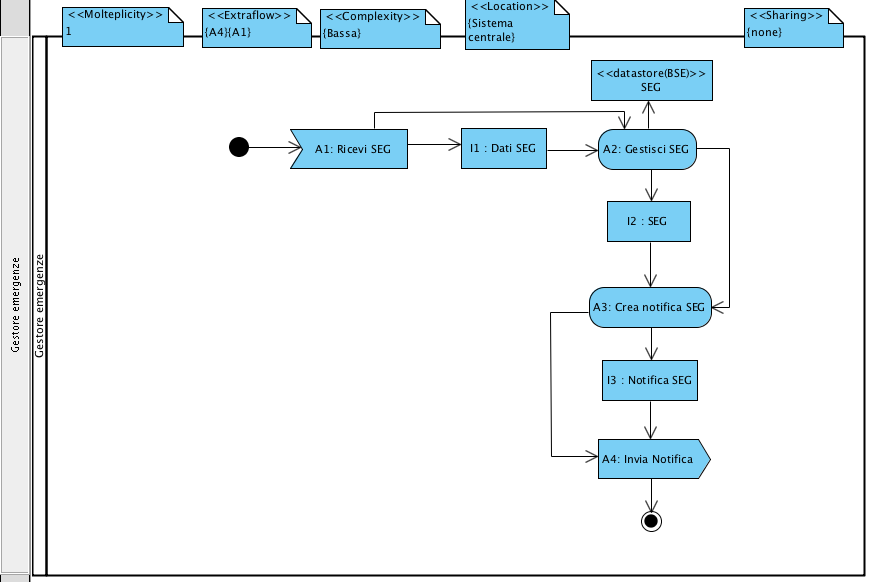 <<Molteplicity>>
1
<<Extraflow>>
{A4}{A1}
<<Complexity>>
{Bassa}
<<Location>>
{Sistema
centrale}
<<Sharing>>
{none}
Gestore emergenze
Gestore emergenze
<<datastore(BSE)>>
SEG
A1: Ricevi SEG
I1 : Dati SEG
A2: Gestisci SEG
I2 : SEG
A3: Crea notifica SEG
I3 : Notifica SEG
A4: Invia Notifica